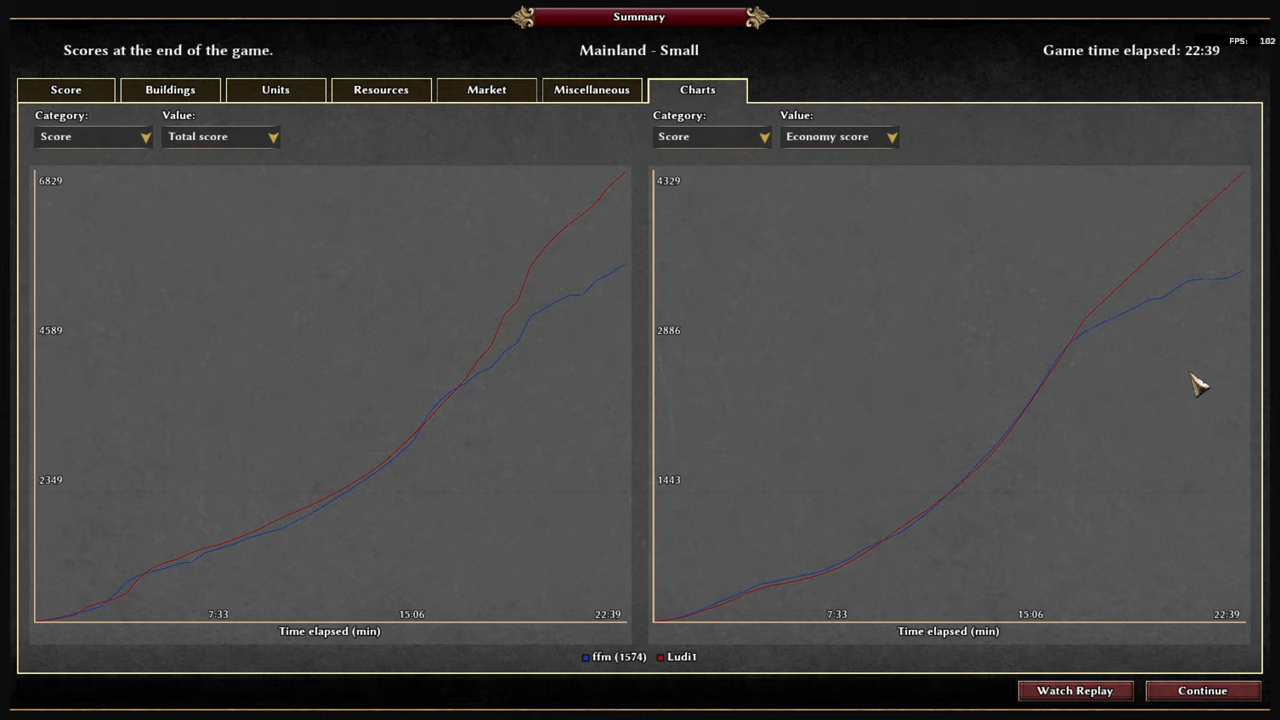 Summary
FPS: 102
Scores at the end of the game.
Mainland - Small
Game time elapsed: 22:39
Score
Buildings
Units
Resources
Market
Miscellaneous
Charts
Category:
Value:
Score
Total score
Category:
Value:
Score
Economy score
6829
4589
2349
7:33
15:06
22:39
Time elapsed (min)
4329
2886
1443
7:33
15:06
22:39
Time elapsed (min)
ffm (1574)
Ludi1
Watch Replay
Continue